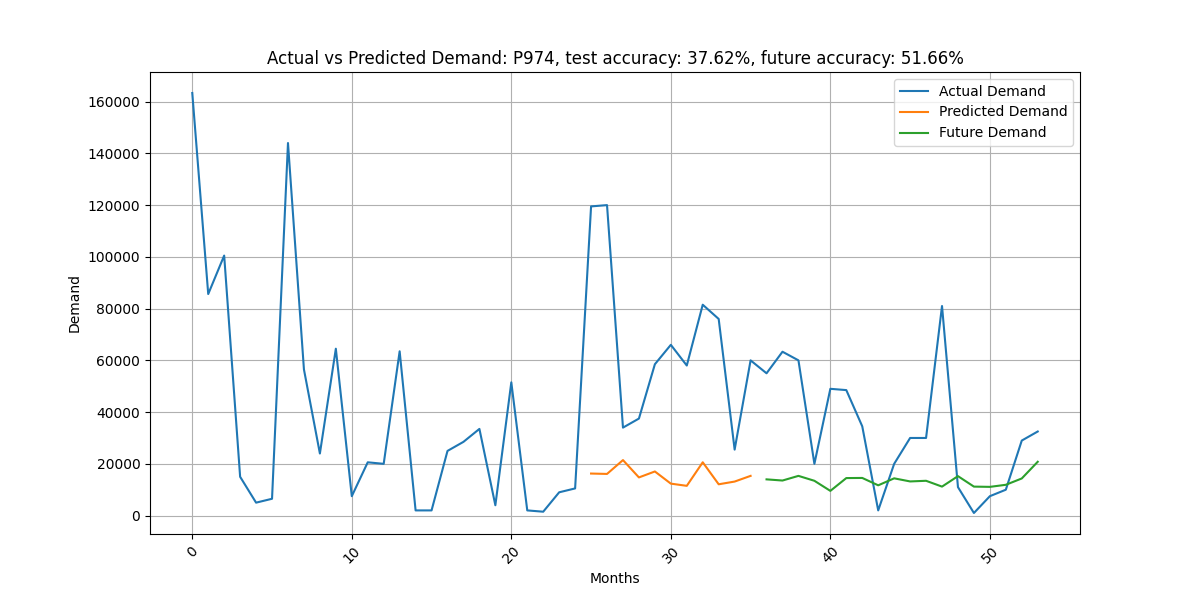 Actual vs Predicted Demand: P974, test accuracy: 37.62%, future accuracy: 51.66%
Actual Demand
Predicted Demand
Future Demand
160000
140000
120000
100000
80000
60000
40000
20000
0
Demand
0 10 20 30 40 50
Months